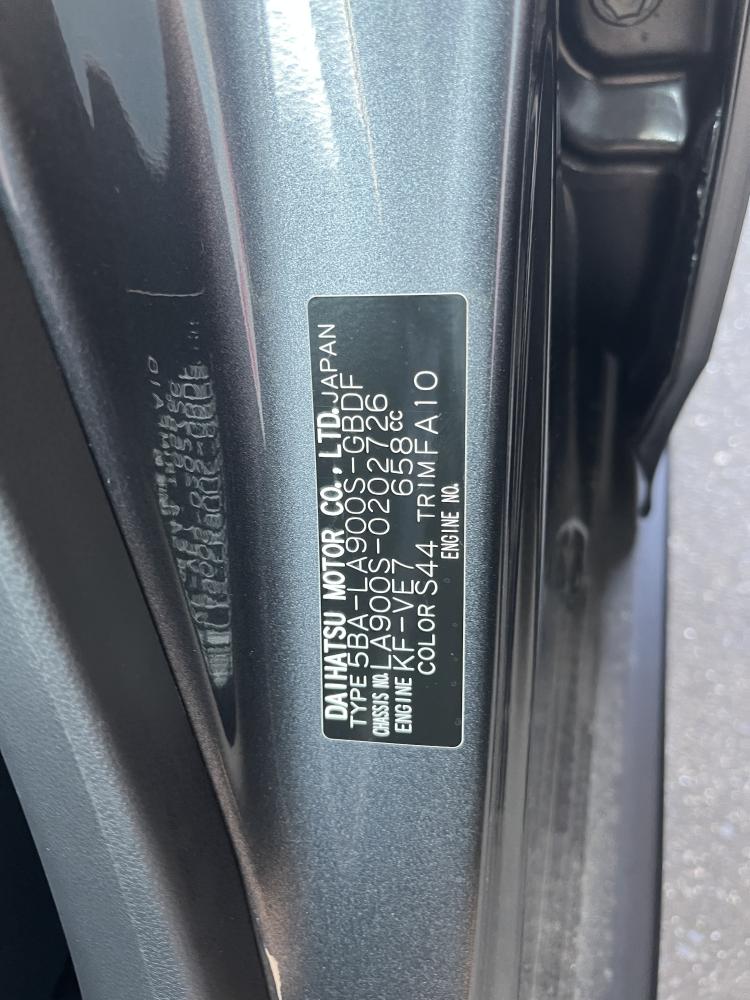 DAIHATSU MOTOR CO., LTD. JAPAN
TYPE 5BA-LA900S-GBDF
CHASSIS NO. LA900S-0202726
ENGINE KF-VE7 658cc
COLOR S44 TRIM FA10
ENGINE NO.